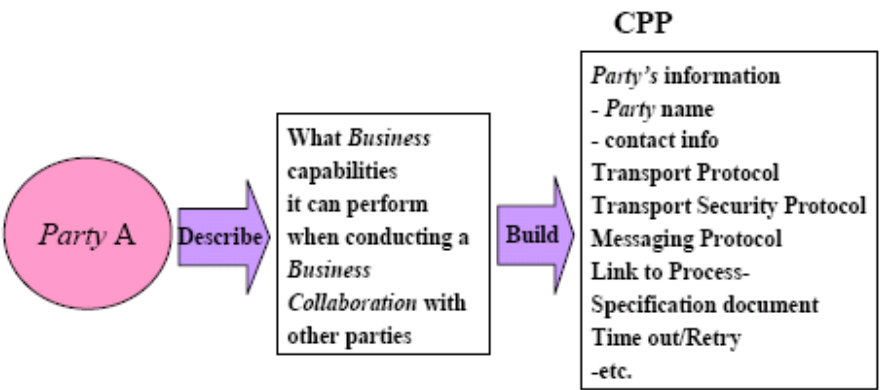 CPP
Party A
Describe
What Business
capabilities
it can perform
when conducting a
Business
Collaboration with
other parties
Build
Party's information
- Party name
- contact info
Transport Protocol
Transport Security Protocol
Messaging Protocol
Link to Process-
Specification document
Time out/Retry
-etc.